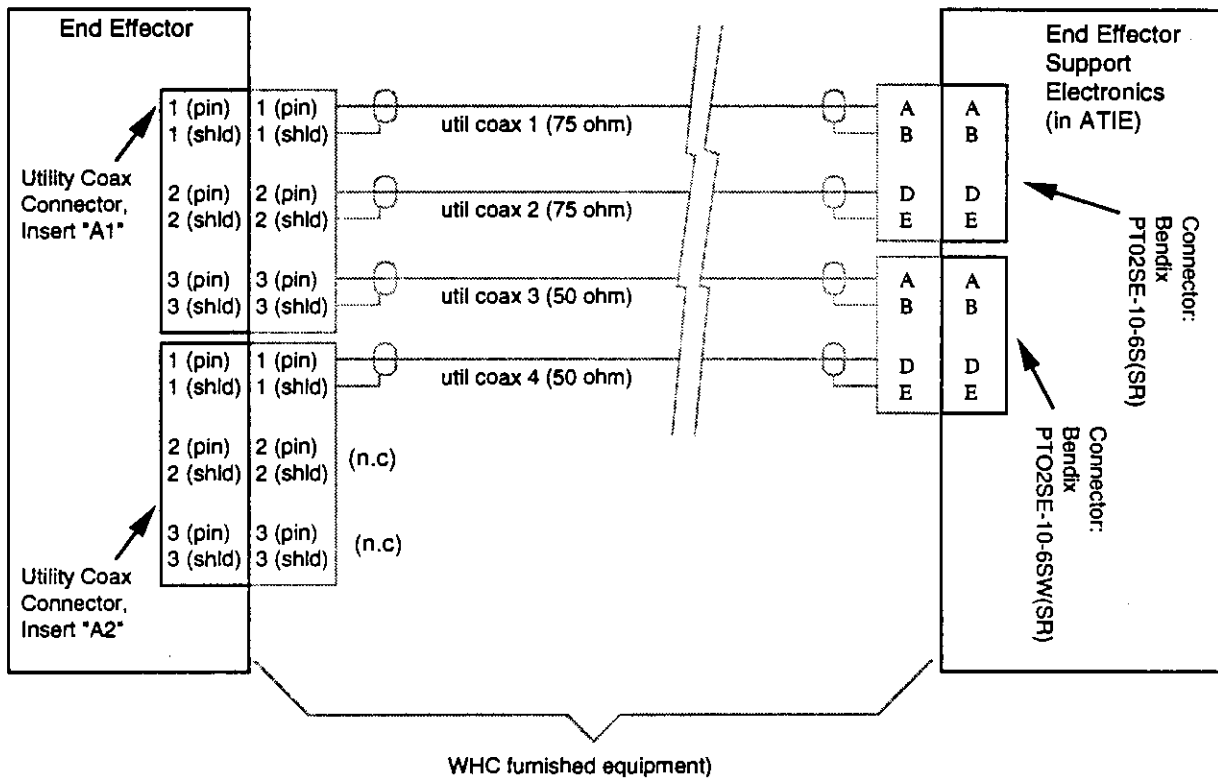 End Effector
1 (pin) 1 (pin)
1 (shld) 1 (shld)
2 (pin) 2 (pin)
2 (shld) 2 (shld)
3 (pin) 3 (pin)
3 (shld) 3 (shld)
Utility Coax
Connector,
Insert "A1"
1 (pin) 1 (pin)
1 (shld) 1 (shld)
2 (pin) 2 (pin)
2 (shld) 2 (shld)
(n.c)
3 (pin) 3 (pin)
3 (shld) 3 (shld)
(n.c)
Utility Coax
Connector,
Insert "A2"
util coax 1 (75 ohm)
util coax 2 (75 ohm)
util coax 3 (50 ohm)
util coax 4 (50 ohm)
A A
B B
D D
E E
A A
B B
D D
E E
End Effector
Support
Electronics
(in ATIE)
Connector:
Bendix
PT02SE-10-6S(SR)
Connector:
Bendix
PTO2SE-10-6SW(SR)
WHC furnished equipment)